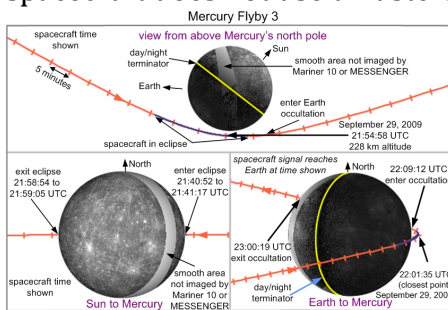 Mercury Flyby 3
spacecraft time
shown
5 minutes
view from above Mercury's north pole
day/night
terminator
Sun
Earth
smooth area not imaged by
Mariner 10 or MESSENGER
enter Earth
occultation
spacecraft in eclipse
September 29, 2009
21:54:58 UTC
228 km altitude
exit eclipse
21:58:54 to
21:59:05 UTC
North
enter eclipse
21:40:52 to
21:41:17 UTC
spacecraft time
shown
smooth area
not imaged by
Mariner 10 or
MESSENGER
Sun to Mercury
spacecraft signal reaches
Earth at time shown
North
22:09:12 UTC
enter occultation
23:00:19 UTC
exit occultation
day/night
terminator
22:01:35 UTC
(closest point
September 29, 200
Earth to Mercury